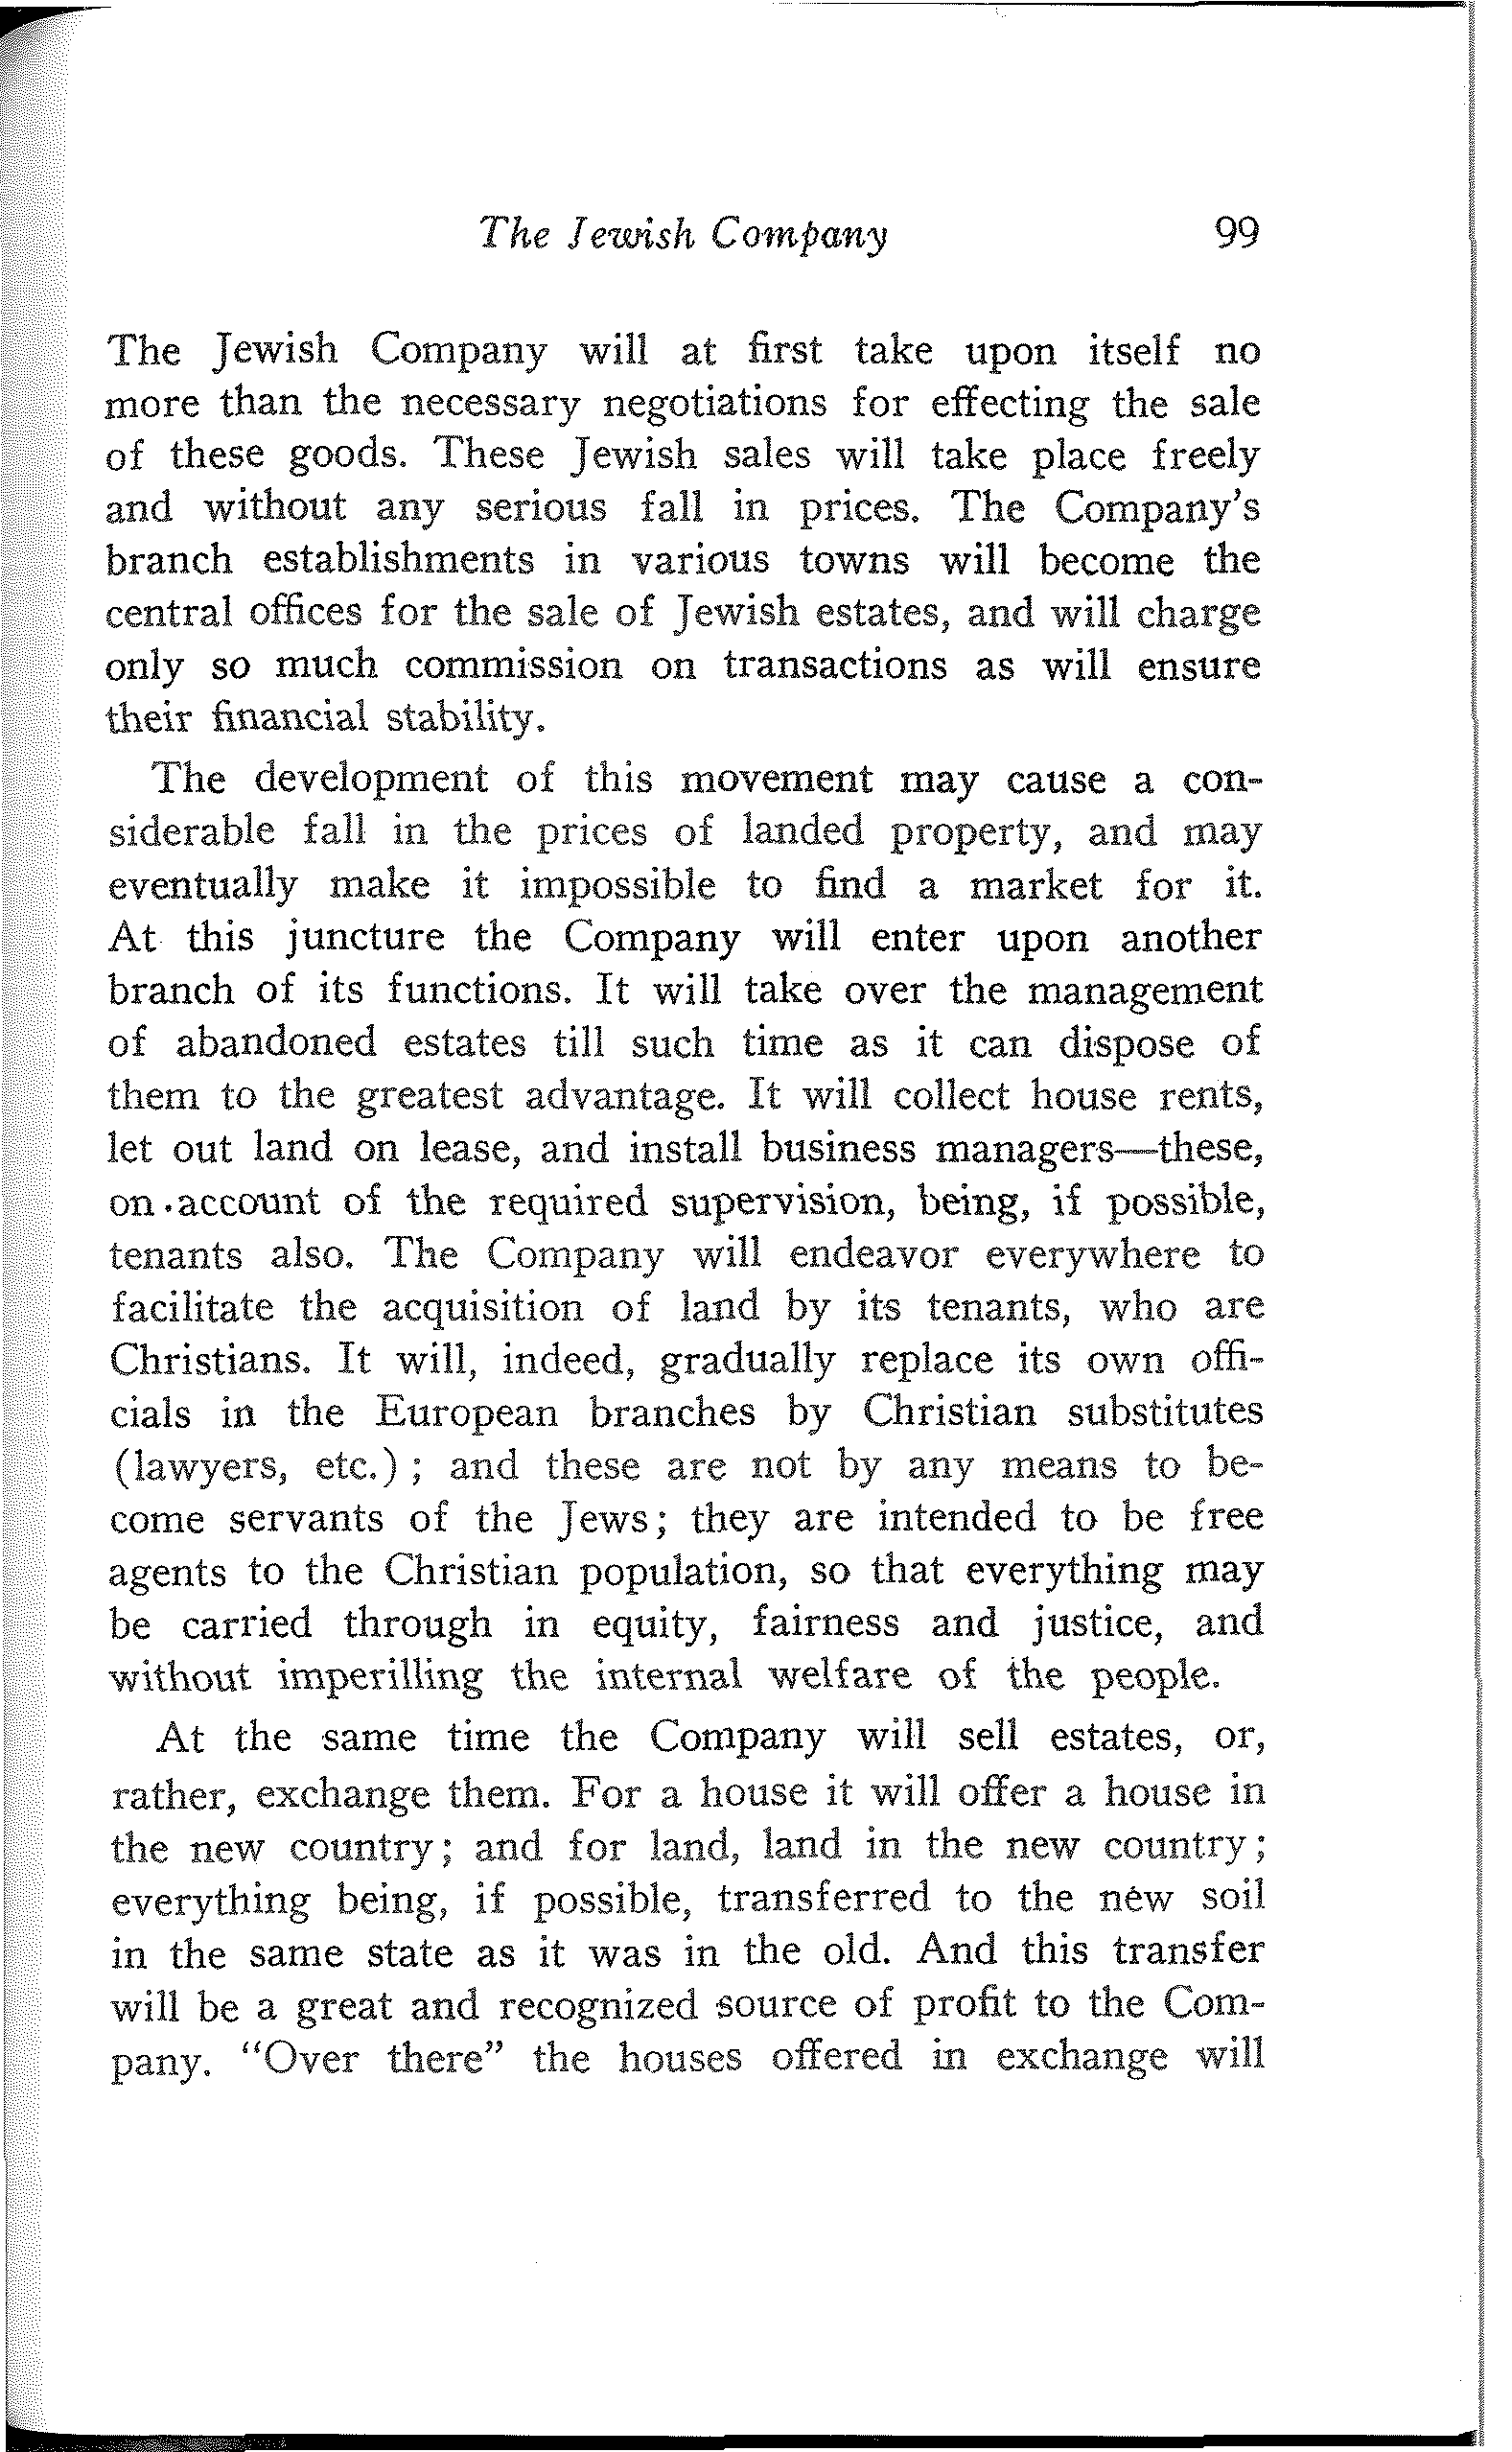 The Jewish Company 99
The Jewish Company will at first take upon itself no
more than the necessary negotiations for effecting the sale
of these goods. These Jewish sales will take place freely
and without any serious fall in prices. The Company's
branch establishments in various towns will become the
central offices for the sale of Jewish estates, and will charge
only so much commission on transactions as will ensure
their financial stability.
The development of this movement may cause a con-
siderable fall in the prices of landed property, and may
eventually make it impossible to find a market for it.
At this juncture the Company will enter upon another
branch of its functions. It will take over the management
of abandoned estates till such time as it can dispose of
them to the greatest advantage. It will collect house rents,
let out land on lease, and install business managers—these,
on account of the required supervision, being, if possible,
tenants also. The Company will endeavor everywhere to
facilitate the acquisition of land by its tenants, who are
Christians. It will, indeed, gradually replace its own offi-
cials in the European branches by Christian substitutes
(lawyers, etc.); and these are not by any means to be-
come servants of the Jews; they are intended to be free
agents to the Christian population, so that everything may
be carried through in equity, fairness and justice, and
without imperilling the internal welfare of the people.
At the same time the Company will sell estates, or,
rather, exchange them. For a house it will offer a house in
the new country; and for land, land in the new country;
everything being, if possible, transferred to the new soil
in the same state as it was in the old. And this transfer
will be a great and recognized source of profit to the Com-
pany. "Over there" the houses offered in exchange will